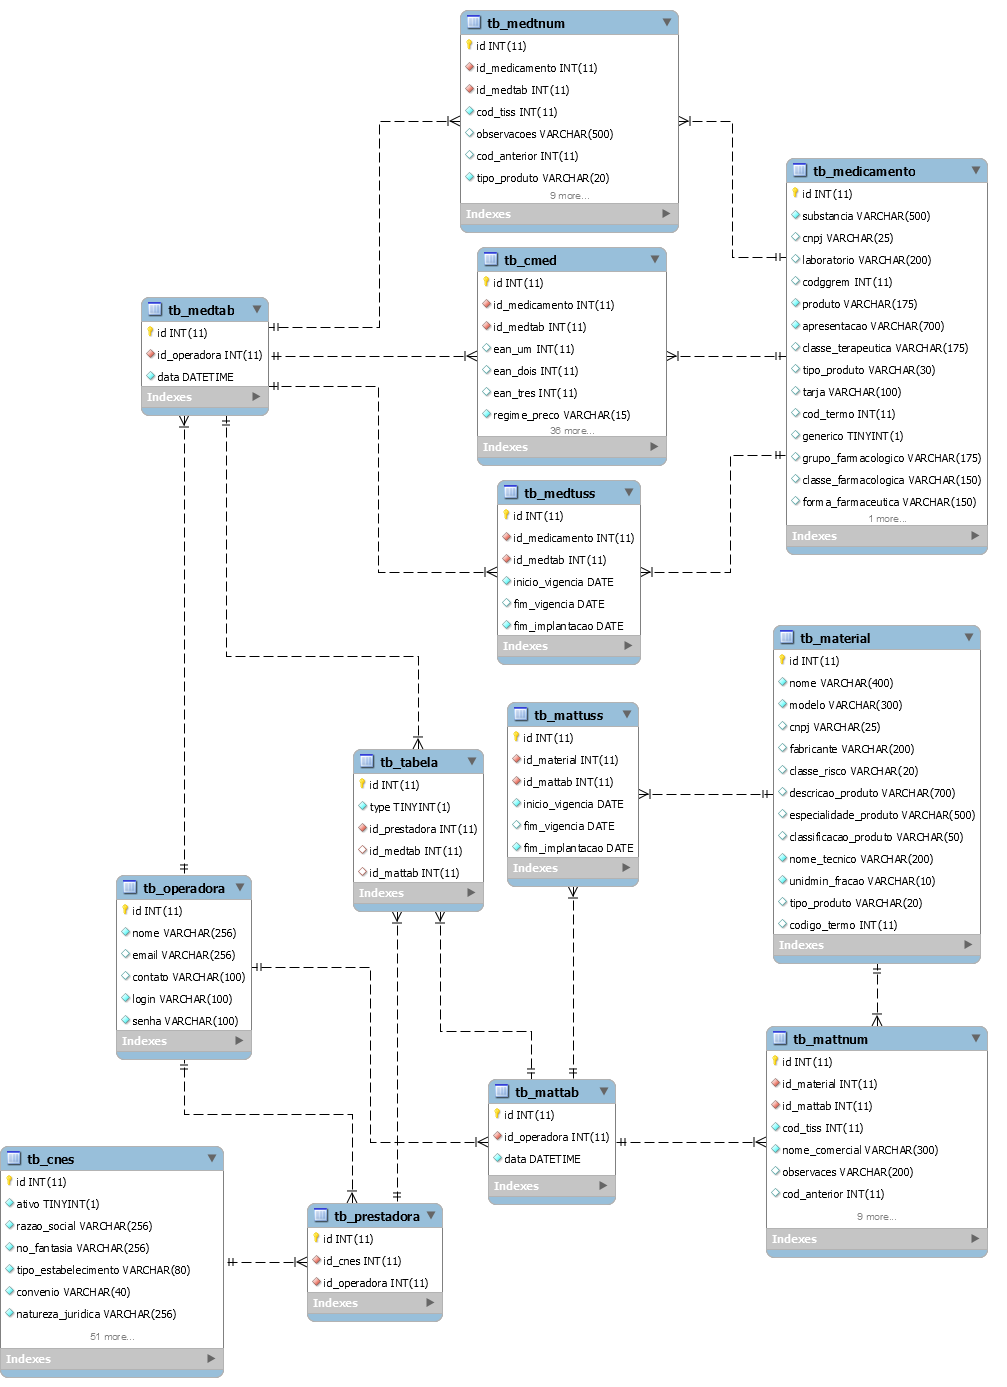 tb_medtnum
id INT(11)
id_medicamento INT(11)
id_medtab INT(11)
cod_tiss INT(11)
observacoes VARCHAR(500)
cod_anterior INT(11)
tipo_produto VARCHAR(20)
9 more...
Indexes
tb_medicamento
id INT(11)
substancia VARCHAR(500)
cnpj VARCHAR(25)
laboratorio VARCHAR(200)
codggrem INT(11)
produto VARCHAR(175)
apresentacao VARCHAR(700)
classe_terapeutica VARCHAR(175)
tipo_produto VARCHAR(30)
tarja VARCHAR(100)
cod_termo INT(11)
generico TINYINT(1)
grupo_farmacologico VARCHAR(175)
classe_farmacologica VARCHAR(150)
forma_farmaceutica VARCHAR(150)
1 more...
Indexes
tb_cmed
id INT(11)
id_medicamento INT(11)
id_medtab INT(11)
ean_um INT(11)
ean_dois INT(11)
ean_tres INT(11)
regime_preco VARCHAR(15)
36 more...
Indexes
tb_medtab
id INT(11)
id_operadora INT(11)
data DATETIME
Indexes
tb_medtuss
id INT(11)
id_medicamento INT(11)
id_medtab INT(11)
inicio_vigencia DATE
fim_vigencia DATE
fim_implantacao DATE
Indexes
tb_material
id INT(11)
nome VARCHAR(400)
modelo VARCHAR(300)
cnpj VARCHAR(25)
fabricante VARCHAR(200)
classe_risco VARCHAR(20)
descricao_produto VARCHAR(700)
especialidade_produto VARCHAR(500)
classificacao_produto VARCHAR(50)
nome_tecnico VARCHAR(200)
unidmin_fracao VARCHAR(10)
tipo_produto VARCHAR(20)
codigo_termo INT(11)
Indexes
tb_mattuss
id INT(11)
id_material INT(11)
id_mattab INT(11)
inicio_vigencia DATE
fim_vigencia DATE
fim_implantacao DATE
Indexes
tb_tabela
id INT(11)
type TINYINT(1)
id_prestadora INT(11)
id_medtab INT(11)
id_mattab INT(11)
Indexes
tb_operadora
id INT(11)
nome VARCHAR(256)
email VARCHAR(256)
contato VARCHAR(100)
login VARCHAR(100)
senha VARCHAR(100)
Indexes
tb_mattnum
id INT(11)
id_material INT(11)
id_mattab INT(11)
cod_tiss INT(11)
nome_comercial VARCHAR(300)
observaces VARCHAR(200)
cod_anterior INT(11)
9 more...
Indexes
tb_mattab
id INT(11)
id_operadora INT(11)
data DATETIME
Indexes
tb_cnes
id INT(11)
ativo TINYINT(1)
razao_social VARCHAR(256)
no_fantasia VARCHAR(256)
tipo_estabelecimento VARCHAR(80)
convenio VARCHAR(40)
natureza_juridica VARCHAR(256)
51 more...
Indexes
tb_prestadora
id INT(11)
id_cnes INT(11)
id_operadora INT(11)
Indexes